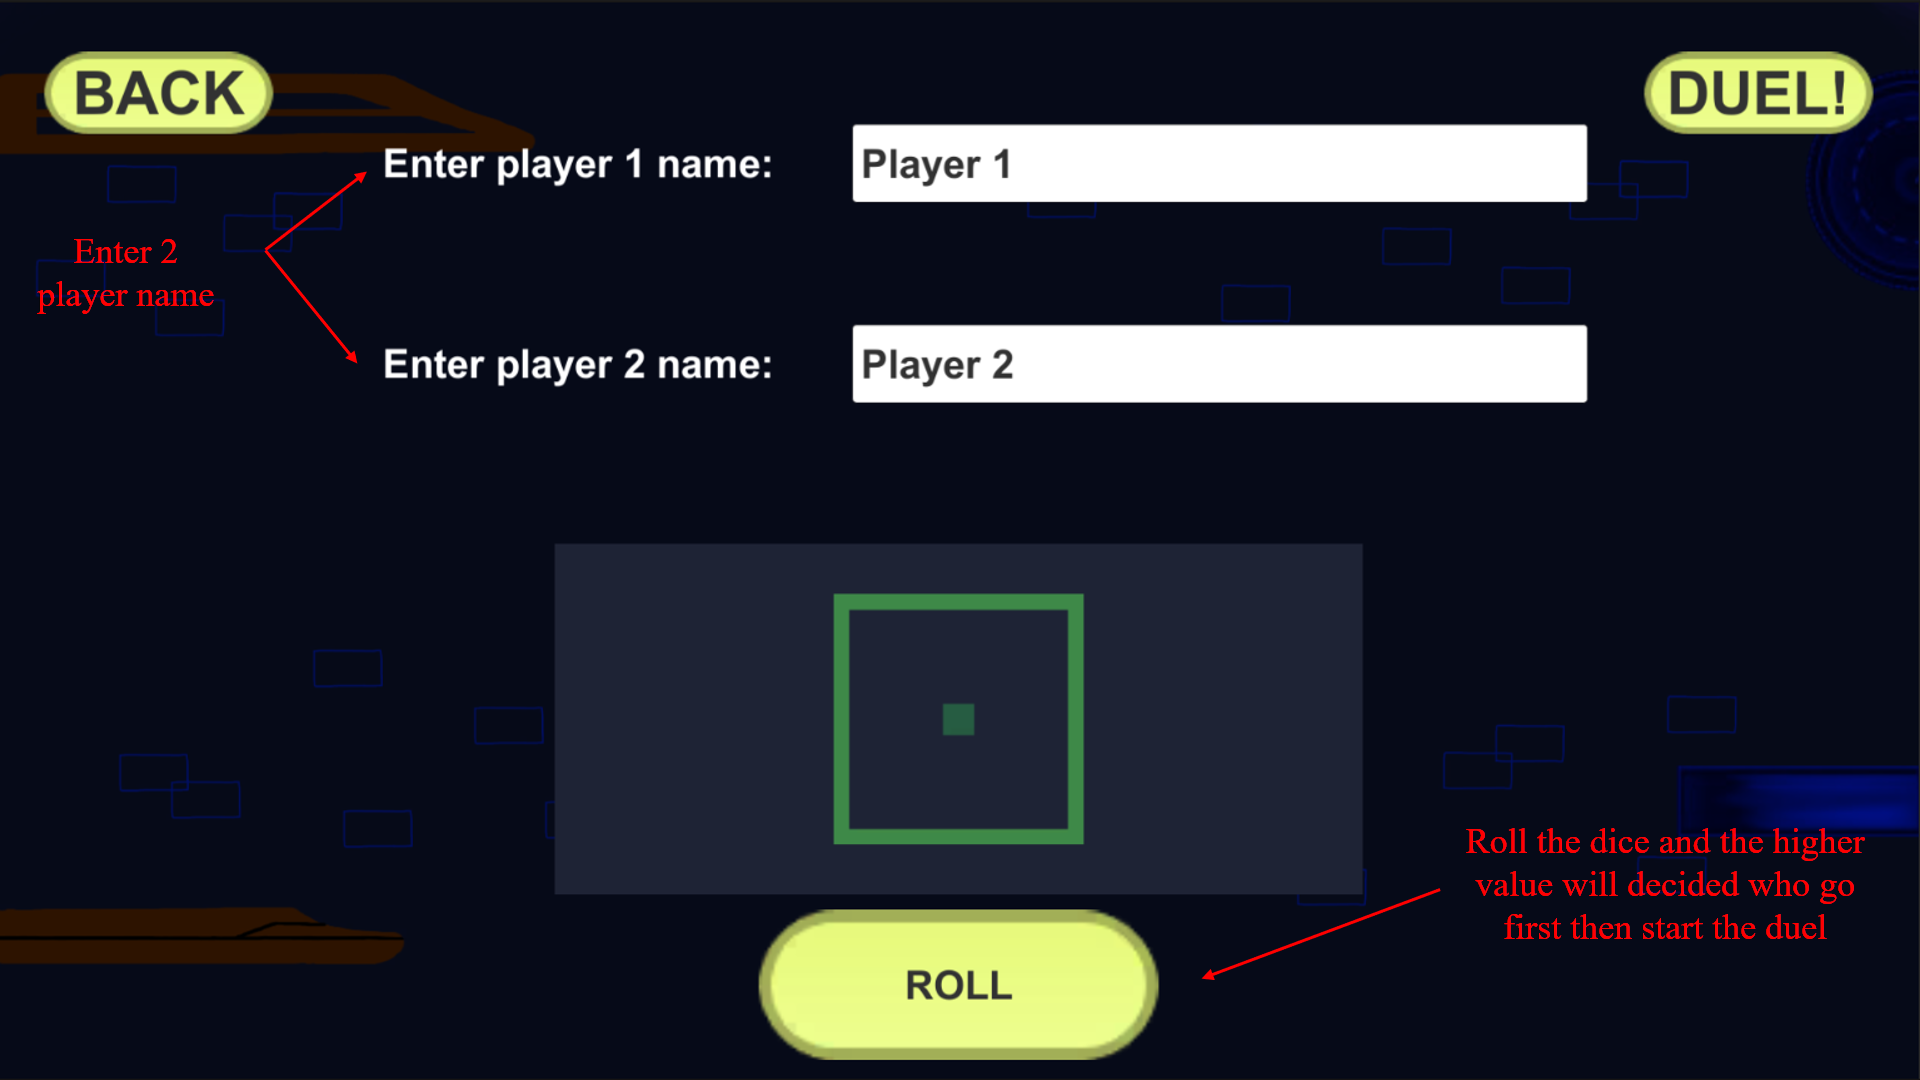 BACK
DUEL!
Enter player 1 name:
Player 1
Enter 2
player name
Enter player 2 name:
Player 2
Roll the dice and the higher
value will decided who go
first then start the duel
ROLL